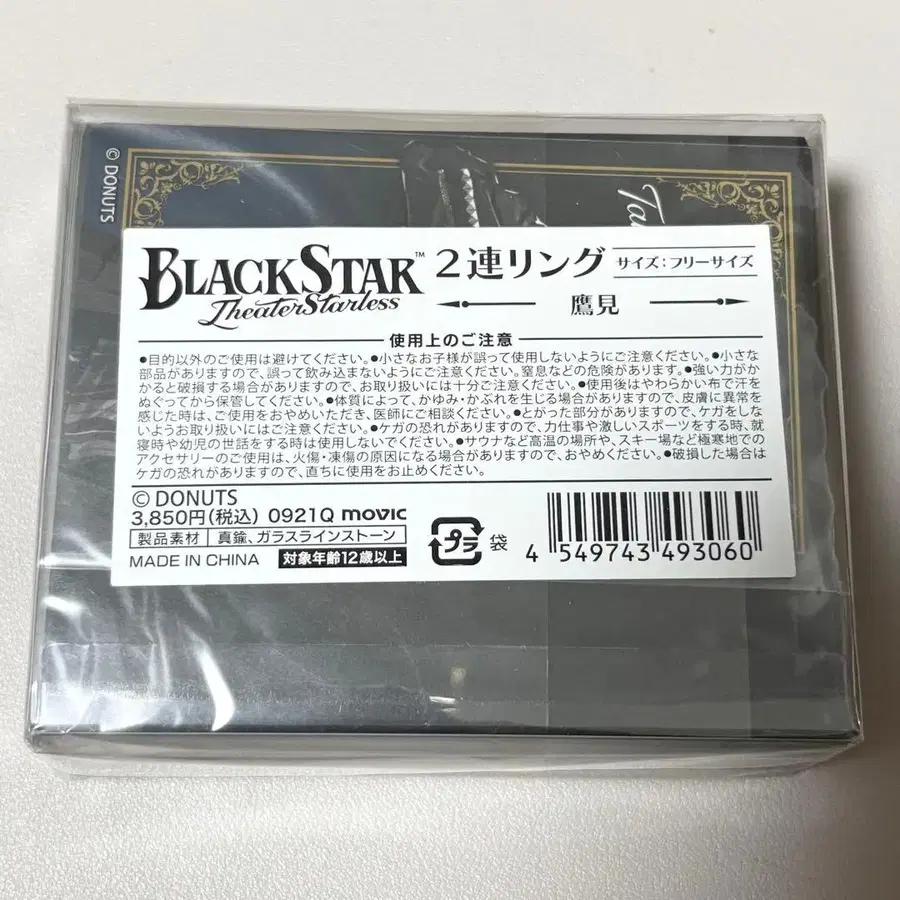 © DONUTS
Ta
BLACKSTAR™
TheaterStarless
2連リング サイズ:フリーサイズ
鷹見
使用上のご注意
●目的以外のご使用は避けてください。●小さなお子様が誤って使用しないようにご注意ください。●小さな
部品がありますので、誤って飲み込まないようにご注意ください。窒息などの危険があります。●強い力がか
かると破損する場合がありますので、お取り扱いには十分ご注意ください。●使用後はやわらかい布で汗を
ぬぐってから保管してください。●体質によって、かゆみ・かぶれを生じる場合がありますので、皮膚に異常を
感じた時は、ご使用をおやめいただき、医師にご相談ください。●とがった部分がありますので、ケガをしな
いようお取り扱いにはご注意ください。●ケガの恐れがありますので、力仕事や激しいスポーツをする時、就
寝時や幼児の世話をする時は使用しないでください。●サウナなど高温の場所や、スキー場など極寒地での
アクセサリーのご使用は、火傷・凍傷の原因になる場合がありますので、おやめください。●破損した場合は
ケガの恐れがありますので、直ちに使用をお止めください。
© DONUTS
3,850円(税込) 0921Q movic
製品素材 真鍮、ガラスラインストーン
MADE IN CHINA 対象年齢12歳以上
プラ 袋
4 549743 493060